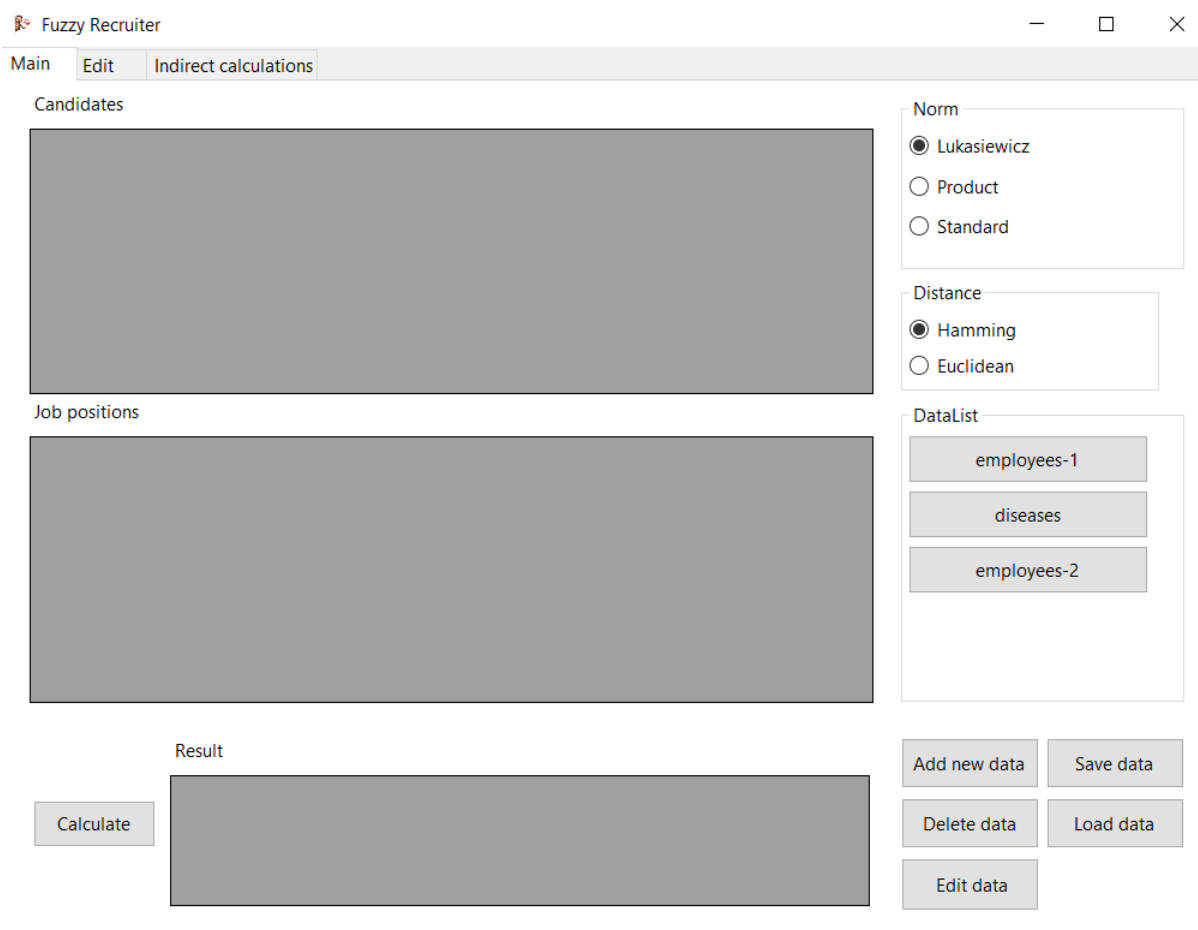 Fuzzy Recruiter
Main Edit Indirect calculations
Candidates
Job positions
Result
Calculate
Norm
Lukasiewicz
Product
Standard
Distance
Hamming
Euclidean
DataList
employees-1
diseases
employees-2
Add new data Save data
Delete data Load data
Edit data